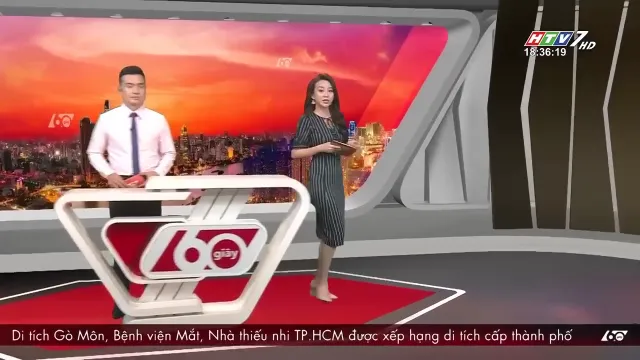 HTV7 HD
18:36:19
60 giây
Di tích Gò Môn, Bệnh viện Mắt, Nhà thiếu nhi TP.HCM được xếp hạng di tích cấp thành phố
60